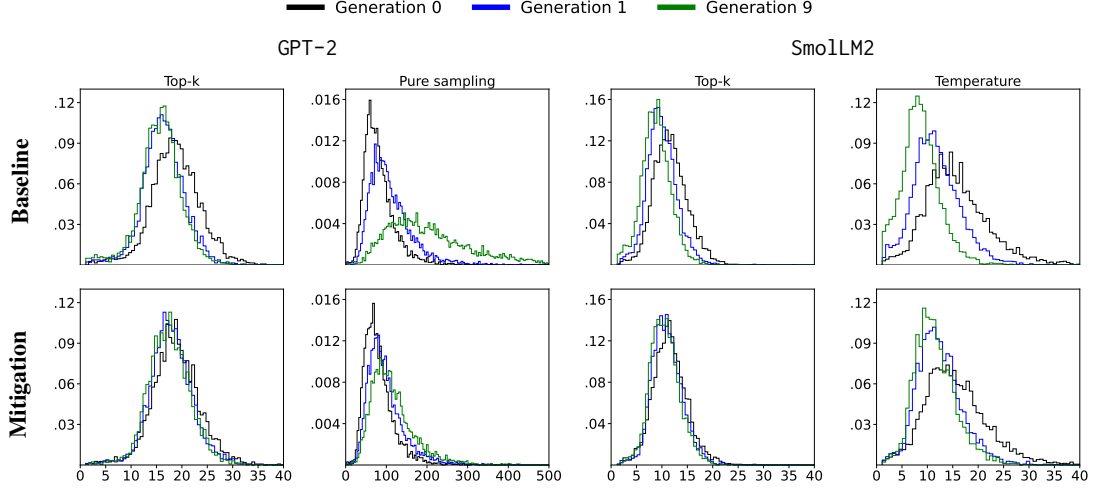 Generation 0 Generation 1 Generation 9
GPT-2 SmolLM2
Top-k Pure sampling Top-k Temperature
Baseline
.12 .09 .06 .03
.016 .012 .008 .004
.16 .12 .08 .04
.12 .09 .06 .03
Mitigation
.12 .09 .06 .03
.016 .012 .008 .004
.16 .12 .08 .04
.12 .09 .06 .03
0 5 10 15 20 25 30 35 40
0 100 200 300 400 500
0 5 10 15 20 25 30 35 40
0 5 10 15 20 25 30 35 40